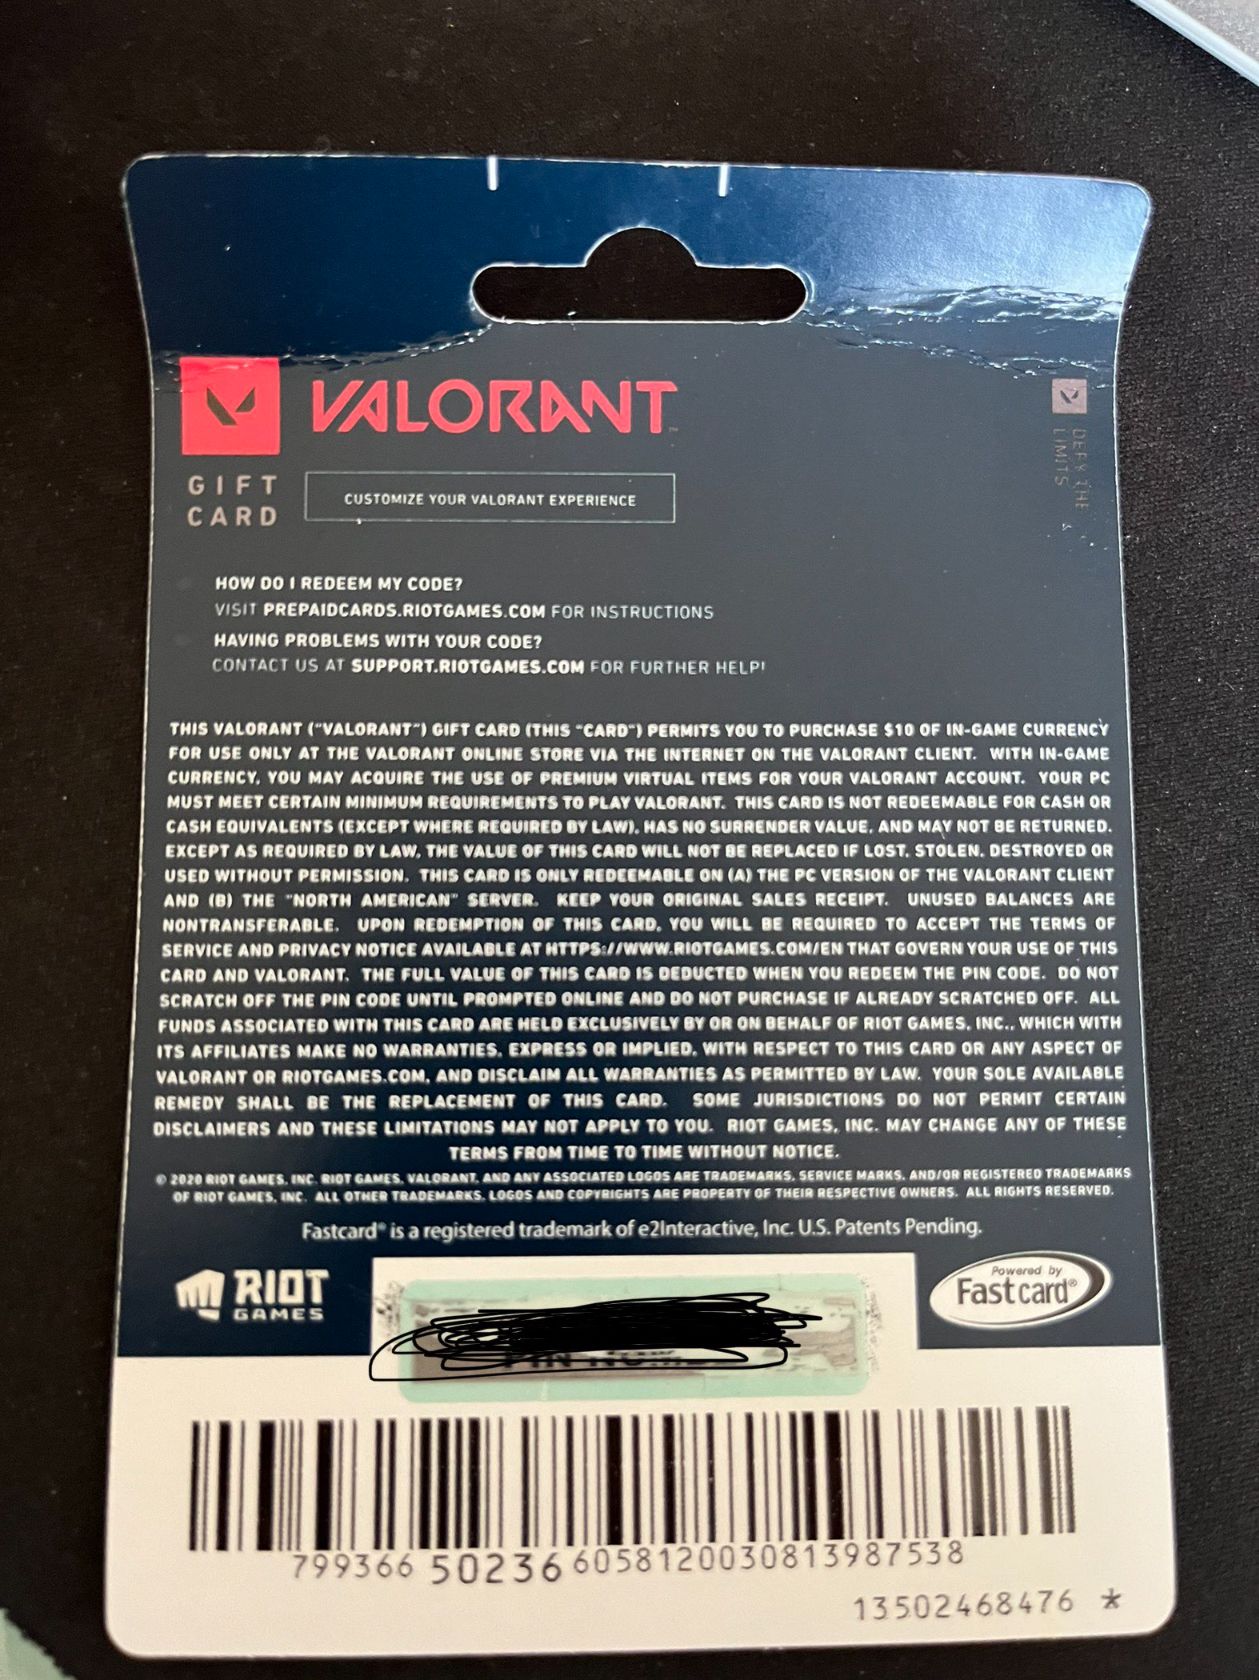 VALORANT
GIFT
CARD
CUSTOMIZE YOUR VALORANT EXPERIENCE
DEFY THE
LIMITS
HOW DO I REDEEM MY CODE?
VISIT PREPAIDCARDS.RIOTGAMES.COM FOR INSTRUCTIONS
HAVING PROBLEMS WITH YOUR CODE?
CONTACT US AT SUPPORT.RIOTGAMES.COM FOR FURTHER HELP!
THIS VALORANT ("VALORANT") GIFT CARD (THIS "CARD") PERMITS YOU TO PURCHASE $10 OF IN-GAME CURRENCY
FOR USE ONLY AT THE VALORANT ONLINE STORE VIA THE INTERNET ON THE VALORANT CLIENT. WITH IN-GAME
CURRENCY, YOU MAY ACQUIRE THE USE OF PREMIUM VIRTUAL ITEMS FOR YOUR VALORANT ACCOUNT. YOUR PC
MUST MEET CERTAIN MINIMUM REQUIREMENTS TO PLAY VALORANT. THIS CARD IS NOT REDEEMABLE FOR CASH OR
CASH EQUIVALENTS (EXCEPT WHERE REQUIRED BY LAW), HAS NO SURRENDER VALUE, AND MAY NOT BE RETURNED.
EXCEPT AS REQUIRED BY LAW, THE VALUE OF THIS CARD WILL NOT BE REPLACED IF LOST, STOLEN, DESTROYED OR
USED WITHOUT PERMISSION. THIS CARD IS ONLY REDEEMABLE ON (A) THE PC VERSION OF THE VALORANT CLIENT
AND (B) THE "NORTH AMERICAN" SERVER. KEEP YOUR ORIGINAL SALES RECEIPT. UNUSED BALANCES ARE
NONTRANSFERABLE. UPON REDEMPTION OF THIS CARD, YOU WILL BE REQUIRED TO ACCEPT THE TERMS OF
SERVICE AND PRIVACY NOTICE AVAILABLE AT HTTPS://WWW.RIOTGAMES.COM/EN THAT GOVERN YOUR USE OF THIS
CARD AND VALORANT. THE FULL VALUE OF THIS CARD IS DEDUCTED WHEN YOU REDEEM THE PIN CODE. DO NOT
SCRATCH OFF THE PIN CODE UNTIL PROMPTED ONLINE AND DO NOT PURCHASE IF ALREADY SCRATCHED OFF. ALL
FUNDS ASSOCIATED WITH THIS CARD ARE HELD EXCLUSIVELY BY OR ON BEHALF OF RIOT GAMES, INC., WHICH WITH
ITS AFFILIATES MAKE NO WARRANTIES, EXPRESS OR IMPLIED, WITH RESPECT TO THIS CARD OR ANY ASPECT OF
VALORANT OR RIOTGAMES.COM, AND DISCLAIM ALL WARRANTIES AS PERMITTED BY LAW. YOUR SOLE AVAILABLE
REMEDY SHALL BE THE REPLACEMENT OF THIS CARD. SOME JURISDICTIONS DO NOT PERMIT CERTAIN
DISCLAIMERS AND THESE LIMITATIONS MAY NOT APPLY TO YOU. RIOT GAMES, INC. MAY CHANGE ANY OF THESE
TERMS FROM TIME TO TIME WITHOUT NOTICE.
© 2020 RIOT GAMES, INC. RIOT GAMES, VALORANT, AND ANY ASSOCIATED LOGOS ARE TRADEMARKS, SERVICE MARKS, AND/OR REGISTERED TRADEMARKS
OF RIOT GAMES, INC. ALL OTHER TRADEMARKS, LOGOS AND COPYRIGHTS ARE PROPERTY OF THEIR RESPECTIVE OWNERS. ALL RIGHTS RESERVED.
Fastcard® is a registered trademark of e2Interactive, Inc. U.S. Patents Pending.
RIOT
GAMES
Powered by
Fastcard®
PIN
799366 50236 6058120030813987538
13502468476 *